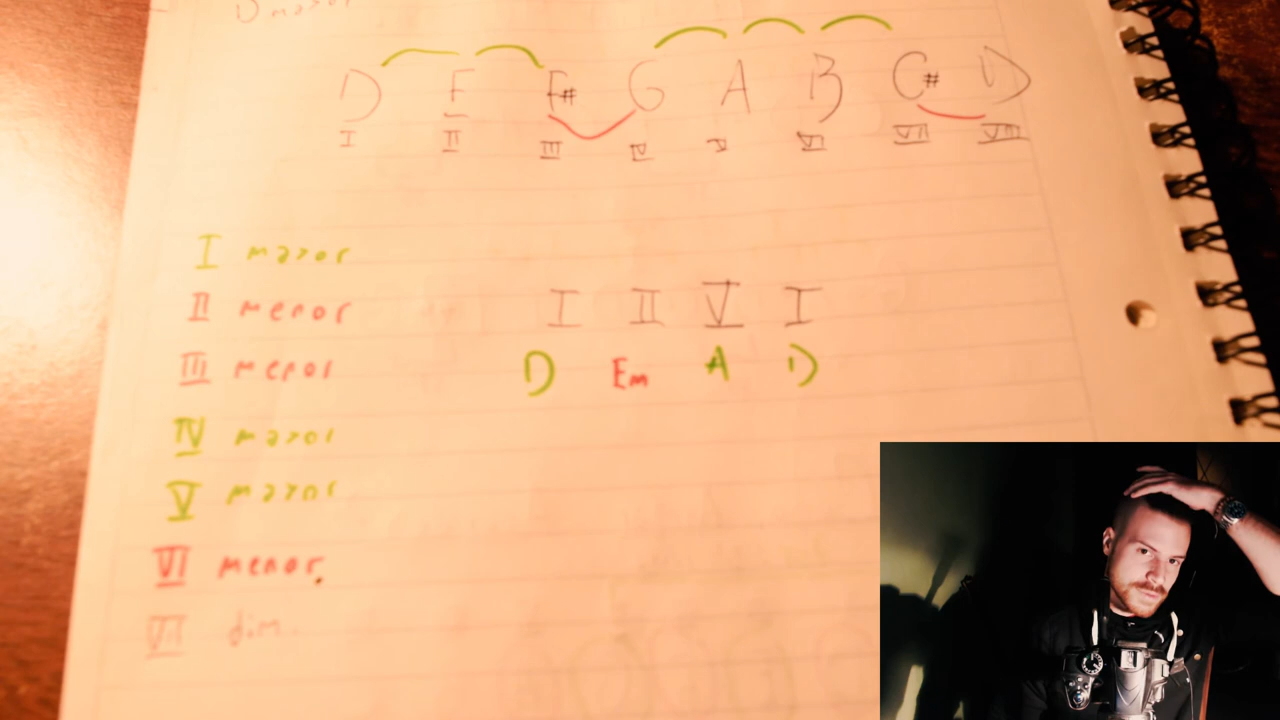 D mayor
D E F# G A B C# D
I II III IV V VI VII VIII
I mayor
II menor
III menor
IV mayor
V mayor
VI menor
VII dim.
I II V I
D Em A D